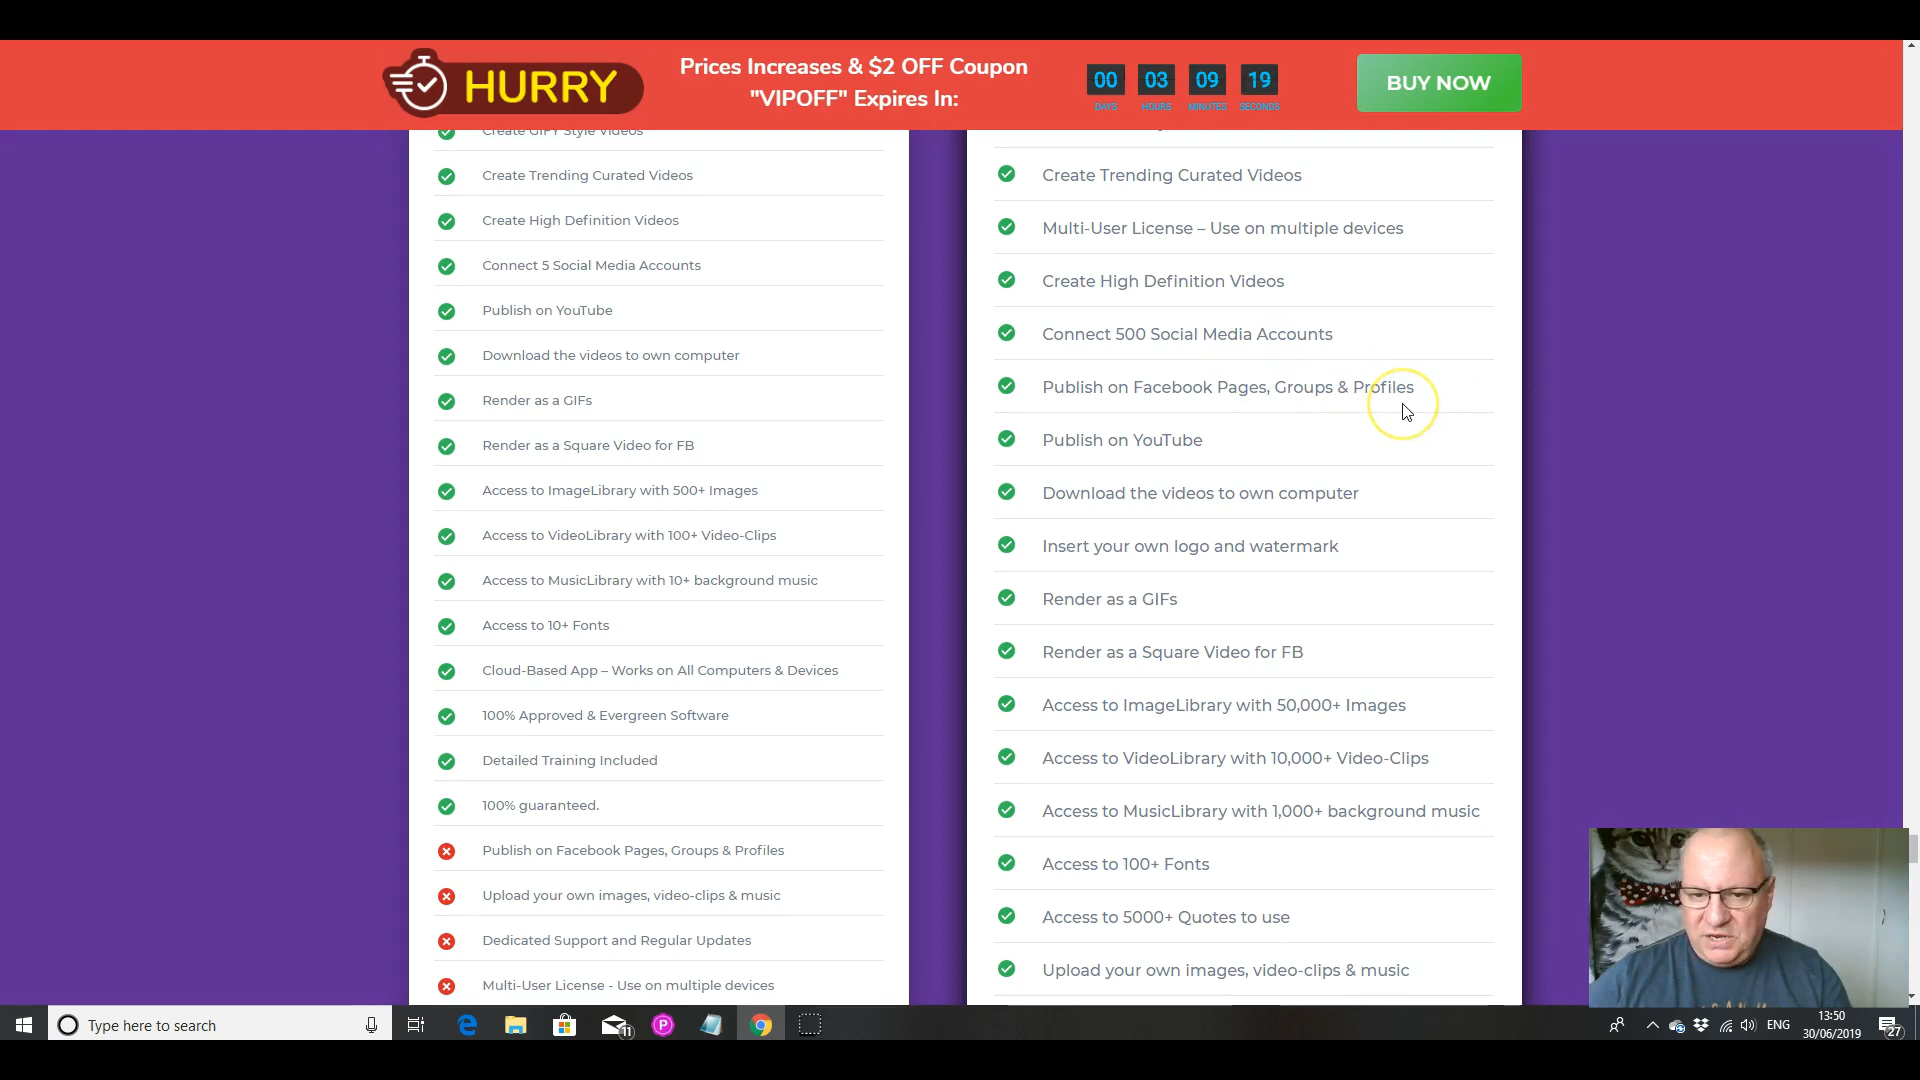 HURRY
Prices Increases & $2 OFF Coupon
"VIPOFF" Expires In:
00 03 09 19
DAYS HOURS MINUTES SECONDS
BUY NOW
Create GIFY Style Videos
Create Trending Curated Videos
Create High Definition Videos
Connect 5 Social Media Accounts
Publish on YouTube
Download the videos to own computer
Render as a GIFs
Render as a Square Video for FB
Access to ImageLibrary with 500+ Images
Access to VideoLibrary with 100+ Video-Clips
Access to MusicLibrary with 10+ background music
Access to 10+ Fonts
Cloud-Based App – Works on All Computers & Devices
100% Approved & Evergreen Software
Detailed Training Included
100% guaranteed.
Publish on Facebook Pages, Groups & Profiles
Upload your own images, video-clips & music
Dedicated Support and Regular Updates
Multi-User License - Use on multiple devices
Create Trending Curated Videos
Multi-User License – Use on multiple devices
Create High Definition Videos
Connect 500 Social Media Accounts
Publish on Facebook Pages, Groups & Profiles
Publish on YouTube
Download the videos to own computer
Insert your own logo and watermark
Render as a GIFs
Render as a Square Video for FB
Access to ImageLibrary with 50,000+ Images
Access to VideoLibrary with 10,000+ Video-Clips
Access to MusicLibrary with 1,000+ background music
Access to 100+ Fonts
Access to 5000+ Quotes to use
Upload your own images, video-clips & music
Type here to search
11
P
ENG
13:50
30/06/2019
27